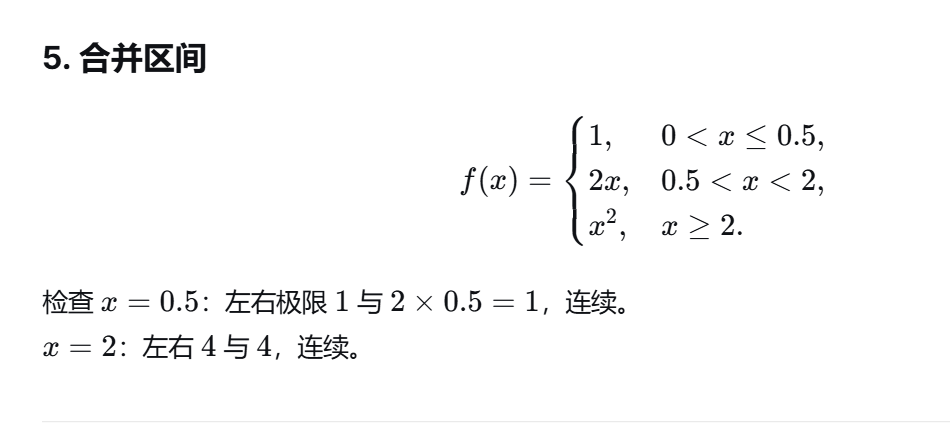 5. 合并区间
f(x) = { 1, 0 < x ≤ 0.5,
2x, 0.5 < x < 2,
x², x ≥ 2.
检查 x = 0.5：左右极限 1 与 2 × 0.5 = 1，连续。
x = 2：左右 4 与 4，连续。